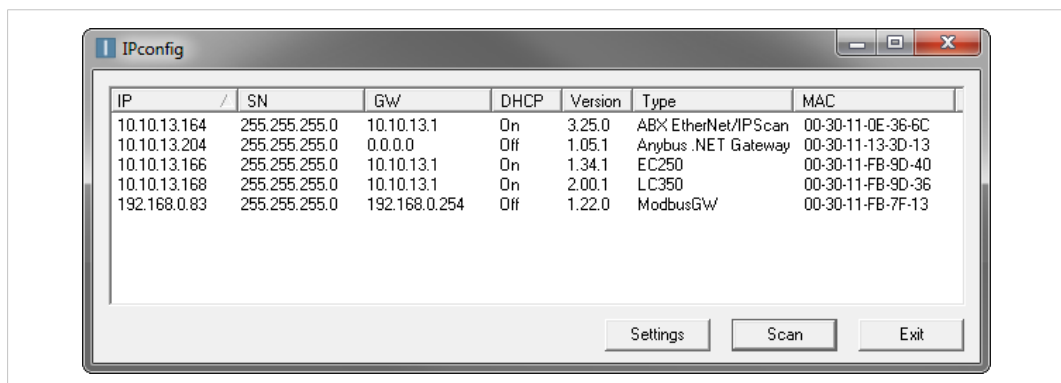 IPconfig
IP / SN GW DHCP Version Type MAC
10.10.13.164 255.255.255.0 10.10.13.1 On 3.25.0 ABX EtherNet/IPScan 00-30-11-0E-36-6C
10.10.13.204 255.255.255.0 0.0.0.0 Off 1.05.1 Anybus .NET Gateway 00-30-11-13-3D-13
10.10.13.166 255.255.255.0 10.10.13.1 On 1.34.1 EC250 00-30-11-FB-9D-40
10.10.13.168 255.255.255.0 10.10.13.1 On 2.00.1 LC350 00-30-11-FB-9D-36
192.168.0.83 255.255.255.0 192.168.0.254 Off 1.22.0 ModbusGW 00-30-11-FB-7F-13
Settings Scan Exit